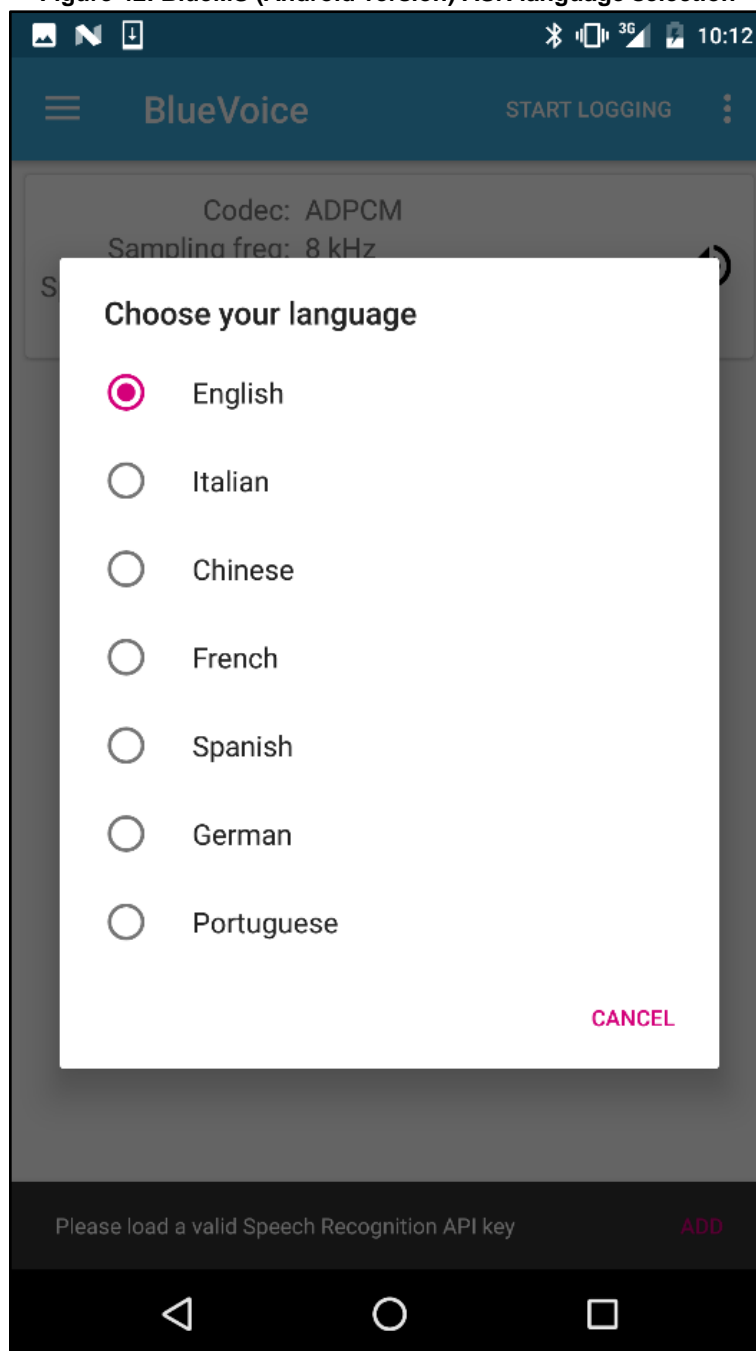 3G 10:12
BlueVoice START LOGGING
Codec: ADPCM
Sampling freq: 8 kHz
Choose your language
English
Italian
Chinese
French
Spanish
German
Portuguese
CANCEL
Please load a valid Speech Recognition API key ADD